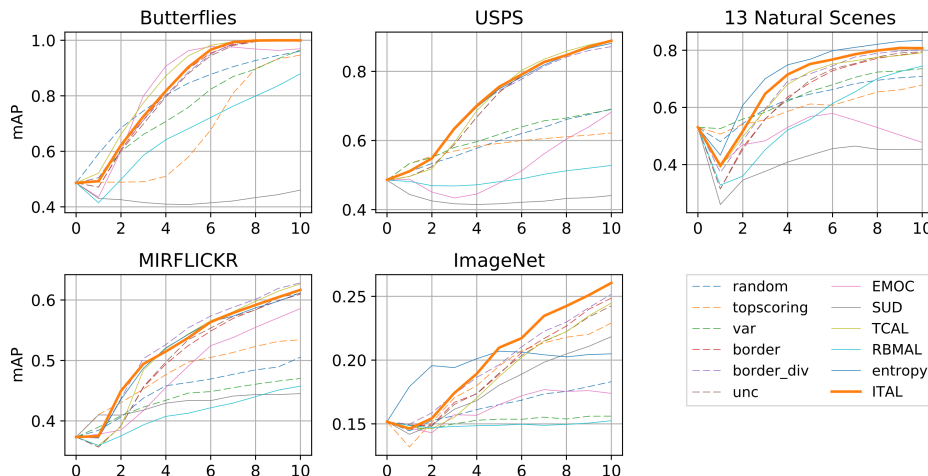 Butterflies
USPS
13 Natural Scenes
mAP
1.0
0.8
0.6
0.4
0 2 4 6 8 10
0.8
0.6
0.4
0 2 4 6 8 10
0.8
0.6
0.4
0 2 4 6 8 10
MIRFLICKR
ImageNet
mAP
0.6
0.5
0.4
0 2 4 6 8 10
0.25
0.20
0.15
0 2 4 6 8 10
random
topscoring
var
border
border_div
unc
EMOC
SUD
TCAL
RBMAL
entropy
ITAL